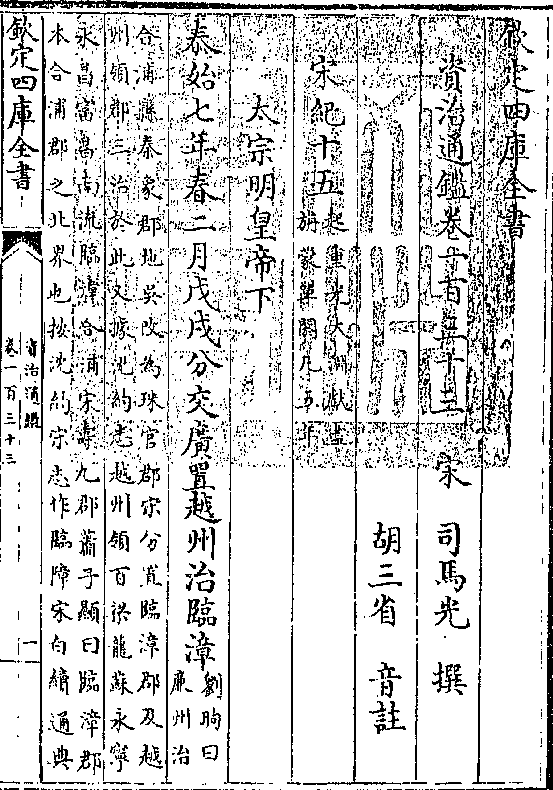 欽定四庫全書
資治通鑑卷一百三十三
宋 司馬光 撰
胡三省 音註
宋紀十五起重光大淵獻盡旃蒙單閼凡五年
太宗明皇帝下
泰始七年春二月戊戌分交廣置越州治臨漳劉昫曰廉州治
合浦縣秦象郡地吳改為珠官郡宋分置臨漳郡及越
州領郡三治於此又據沈約志越州領百梁龍蘇永寧
永昌富昌南流臨漳合浦宋壽九郡蕭子顯曰臨漳郡
本合浦郡之北界也按沈約宋志作臨障宋白續通典
欽定四庫全書
資治通鑑
卷一百三十三
一